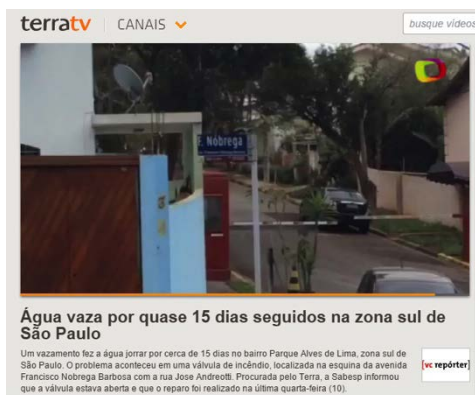 terratv CANAIS busque vídeos
F. Nóbrega
Água vaza por quase 15 dias seguidos na zona sul de
São Paulo
Um vazamento fez a água jorrar por cerca de 15 dias no bairro Parque Alves de Lima, zona sul de
São Paulo. O problema aconteceu em uma válvula de incêndio, localizada na esquina da avenida
Francisco Nobrega Barbosa com a rua Jose Andreotti. Procurada pelo Terra, a Sabesp informou
que a válvula estava aberta e que o reparo foi realizado na última quarta-feira (10).
[vc repórter]